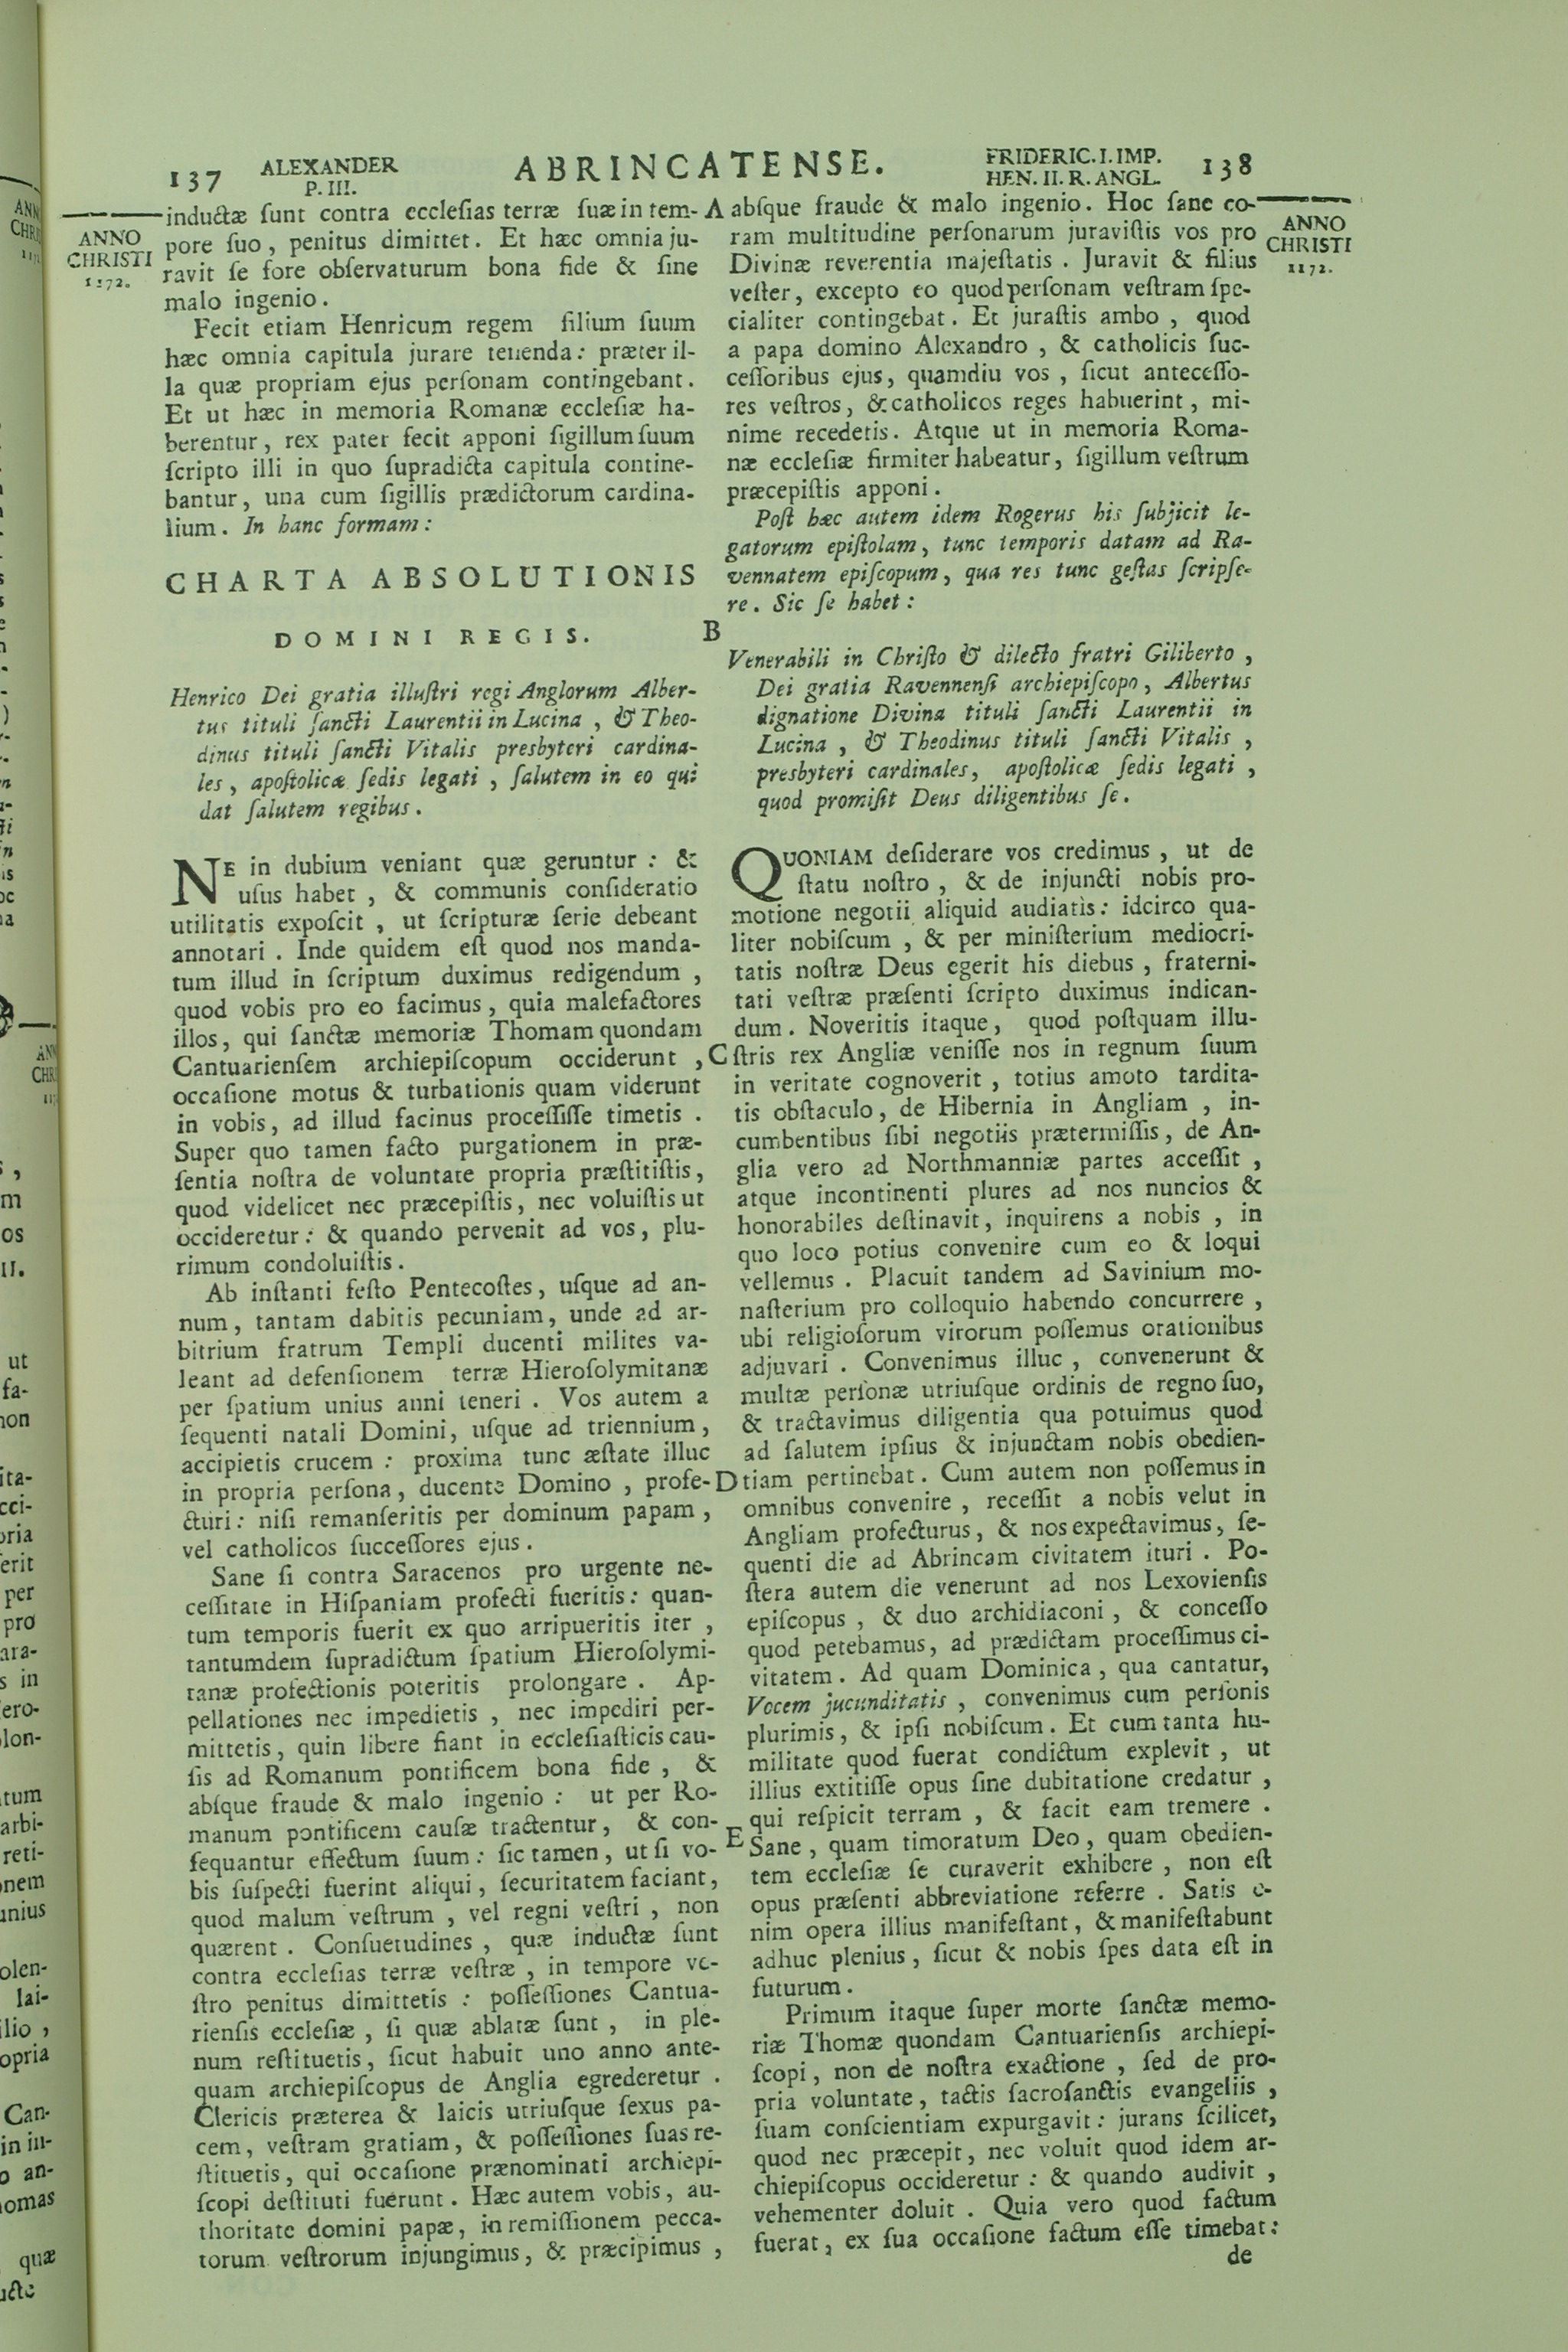 137 ALEXANDER P. III. ABRINCATENSE. FRIDERIC. I. IMP. HEN. II. R. ANGL. 138
ANNO CHRISTI 1172.
inductæ ſunt contra eccleſias terræ ſuæ in tem-
pore ſuo, penitus dimittet. Et hæc omnia ju-
ravit ſe fore obſervaturum bona fide & ſine
malo ingenio.
Fecit etiam Henricum regem filium ſuum
hæc omnia capitula jurare tenenda: præter il-
la quæ propriam ejus perſonam contingebant.
Et ut hæc in memoria Romanæ eccleſiæ ha-
berentur, rex pater fecit apponi ſigillum ſuum
ſcripto illi in quo ſupradicta capitula contine-
bantur, una cum ſigillis prædictorum cardina-
lium. In hanc formam:
CHARTA ABSOLUTIONIS
DOMINI REGIS.
Henrico Dei gratia illuſtri regi Anglorum Alber-
tus tituli ſancti Laurentii in Lucina, & Theo-
dinus tituli ſancti Vitalis presbyteri cardina-
les, apoſtolicæ ſedis legati, ſalutem in eo qui
dat ſalutem regibus.
NE in dubium veniant quæ geruntur: &
uſus habet, & communis conſideratio
utilitatis expoſcit, ut ſcripturæ ſerie debeant
annotari. Inde quidem eſt quod nos manda-
tum illud in ſcriptum duximus redigendum,
quod vobis pro eo facimus, quia malefactores
illos, qui ſanctæ memoriæ Thomam quondam
Cantuarienſem archiepiſcopum occiderunt,
occaſione motus & turbationis quam viderunt
in vobis, ad illud facinus proceſſiſſe timetis.
Super quo tamen facto purgationem in præ-
ſentia noſtra de voluntate propria præſtitiſtis,
quod videlicet nec præcepiſtis, nec voluiſtis ut
occideretur: & quando pervenit ad vos, plu-
rimum condoluiſtis.
Ab inſtanti feſto Pentecoſtes, uſque ad an-
num, tantam dabitis pecuniam, unde ad ar-
bitrium fratrum Templi ducenti milites va-
leant ad defenſionem terræ Hieroſolymitanæ
per ſpatium unius anni teneri. Vos autem a
ſequenti natali Domini, uſque ad triennium,
accipietis crucem: proxima tunc æſtate illuc
in propria perſona, ducente Domino, profe-
cturi: niſi remanſeritis per dominum papam,
vel catholicos ſucceſſores ejus.
Sane ſi contra Saracenos pro urgente ne-
ceſſitate in Hiſpaniam profecti fueritis: quan-
tum temporis fuerit ex quo arripueritis iter,
tantumdem ſupradictum ſpatium Hieroſolymi-
tanæ profectionis poteritis prolongare. Ap-
pellationes nec impedietis, nec impediri per-
mittetis, quin libere fiant in eccleſiaſticis cau-
ſis ad Romanum pontificem bona fide, &
abſque fraude & malo ingenio: ut per Ro-
manum pontificem cauſæ tractentur, & con-
ſequantur effectum ſuum: ſic tamen, ut ſi vo-
bis ſuſpecti fuerint aliqui, ſecuritatem faciant,
quod malum veſtrum, vel regni veſtri, non
quærent. Conſuetudines, quæ inductæ ſunt
contra eccleſias terræ veſtræ, in tempore ve-
ſtro penitus dimittetis: poſſeſſiones Cantua-
rienſis eccleſiæ, ſi quæ ablatæ ſunt, in ple-
num reſtituetis, ſicut habuit uno anno ante-
quam archiepiſcopus de Anglia egrederetur.
Clericis præterea & laicis utriuſque ſexus pa-
cem, veſtram gratiam, & poſſeſſiones ſuas re-
ſtituetis, qui occaſione prænominati archiepi-
ſcopi deſtituti fuerunt. Hæc autem vobis, au-
thoritate domini papæ, in remiſſionem pecca-
torum veſtrorum injungimus, & præcipimus,
A
B
C
D
E
ANNO CHRISTI 1172.
abſque fraude & malo ingenio. Hoc ſane co-
ram multitudine perſonarum juraviſtis vos pro
Divinæ reverentia majeſtatis. Juravit & filius
veſter, excepto eo quod perſonam veſtram ſpe-
cialiter contingebat. Et juraſtis ambo, quod
a papa domino Alexandro, & catholicis ſuc-
ceſſoribus ejus, quamdiu vos, ſicut anteceſſo-
res veſtros, & catholicos reges habuerint, mi-
nime recedetis. Atque ut in memoria Roma-
næ eccleſiæ firmiter habeatur, ſigillum veſtrum
præcepiſtis apponi.
Poſt hæc autem idem Rogerus his ſubjicit le-
gatorum epiſtolam, tunc temporis datam ad Ra-
vennatem epiſcopum, qua res tunc geſtas ſcripſe-
re. Sic ſe habet:
Venerabili in Chriſto & dilecto fratri Giliberto,
Dei gratia Ravennenſi archiepiſcopo, Albertus
dignatione Divina tituli ſancti Laurentii in
Lucina, & Theodinus tituli ſancti Vitalis,
presbyteri cardinales, apoſtolicæ ſedis legati,
quod promiſit Deus diligentibus ſe.
QUONIAM deſiderare vos credimus, ut de
ſtatu noſtro, & de injuncti nobis pro-
motione negotii aliquid audiatis: idcirco qua-
liter nobiſcum, & per miniſterium mediocri-
tatis noſtræ Deus egerit his diebus, fraterni-
tati veſtræ præſenti ſcripto duximus indican-
dum. Noveritis itaque, quod poſtquam illu-
ſtris rex Angliæ veniſſe nos in regnum ſuum
in veritate cognoverit, totius amoto tardita-
tis obſtaculo, de Hibernia in Angliam, in-
cumbentibus ſibi negotiis prætermiſſis, de An-
glia vero ad Northmanniæ partes acceſſit,
atque incontinenti plures ad nos nuncios &
honorabiles deſtinavit, inquirens a nobis, in
quo loco potius convenire cum eo & loqui
vellemus. Placuit tandem ad Savinium mo-
naſterium pro colloquio habendo concurrere,
ubi religioſorum virorum poſſemus orationibus
adjuvari. Convenimus illuc, convenerunt &
multæ perſonæ utriuſque ordinis de regno ſuo,
& tractavimus diligentia qua potuimus quod
ad ſalutem ipſius & injunctam nobis obedien-
tiam pertinebat. Cum autem non poſſemus in
omnibus convenire, receſſit a nobis velut in
Angliam profecturus, & nos expectavimus, ſe-
quenti die ad Abrincam civitatem ituri. Po-
ſtera autem die venerunt ad nos Lexovienſis
epiſcopus, & duo archidiaconi, & conceſſo
quod petebamus, ad prædictam proceſſimus ci-
vitatem. Ad quam Dominica, qua cantatur,
Vocem jucunditatis, convenimus cum perſonis
plurimis, & ipſi nobiſcum. Et cum tanta hu-
militate quod fuerat condictum explevit, ut
illius extitiſſe opus ſine dubitatione credatur,
qui reſpicit terram, & facit eam tremere.
Sane, quam timoratum Deo, quam obedien-
tem eccleſiæ ſe curaverit exhibere, non eſt
opus præſenti abbreviatione referre. Satis e-
nim opera illius manifeſtant, & manifeſtabunt
adhuc plenius, ſicut & nobis ſpes data eſt in
futurum.
Primum itaque ſuper morte ſanctæ memo-
riæ Thomæ quondam Cantuarienſis archiepi-
ſcopi, non de noſtra exactione, ſed de pro-
pria voluntate, tactis ſacroſanctis evangeliis,
ſuam conſcientiam expurgavit: jurans ſcilicet,
quod nec præcepit, nec voluit quod idem ar-
chiepiſcopus occideretur: & quando audivit,
vehementer doluit. Quia vero quod factum
fuerat, ex ſua occaſione factum eſſe timebat:
de